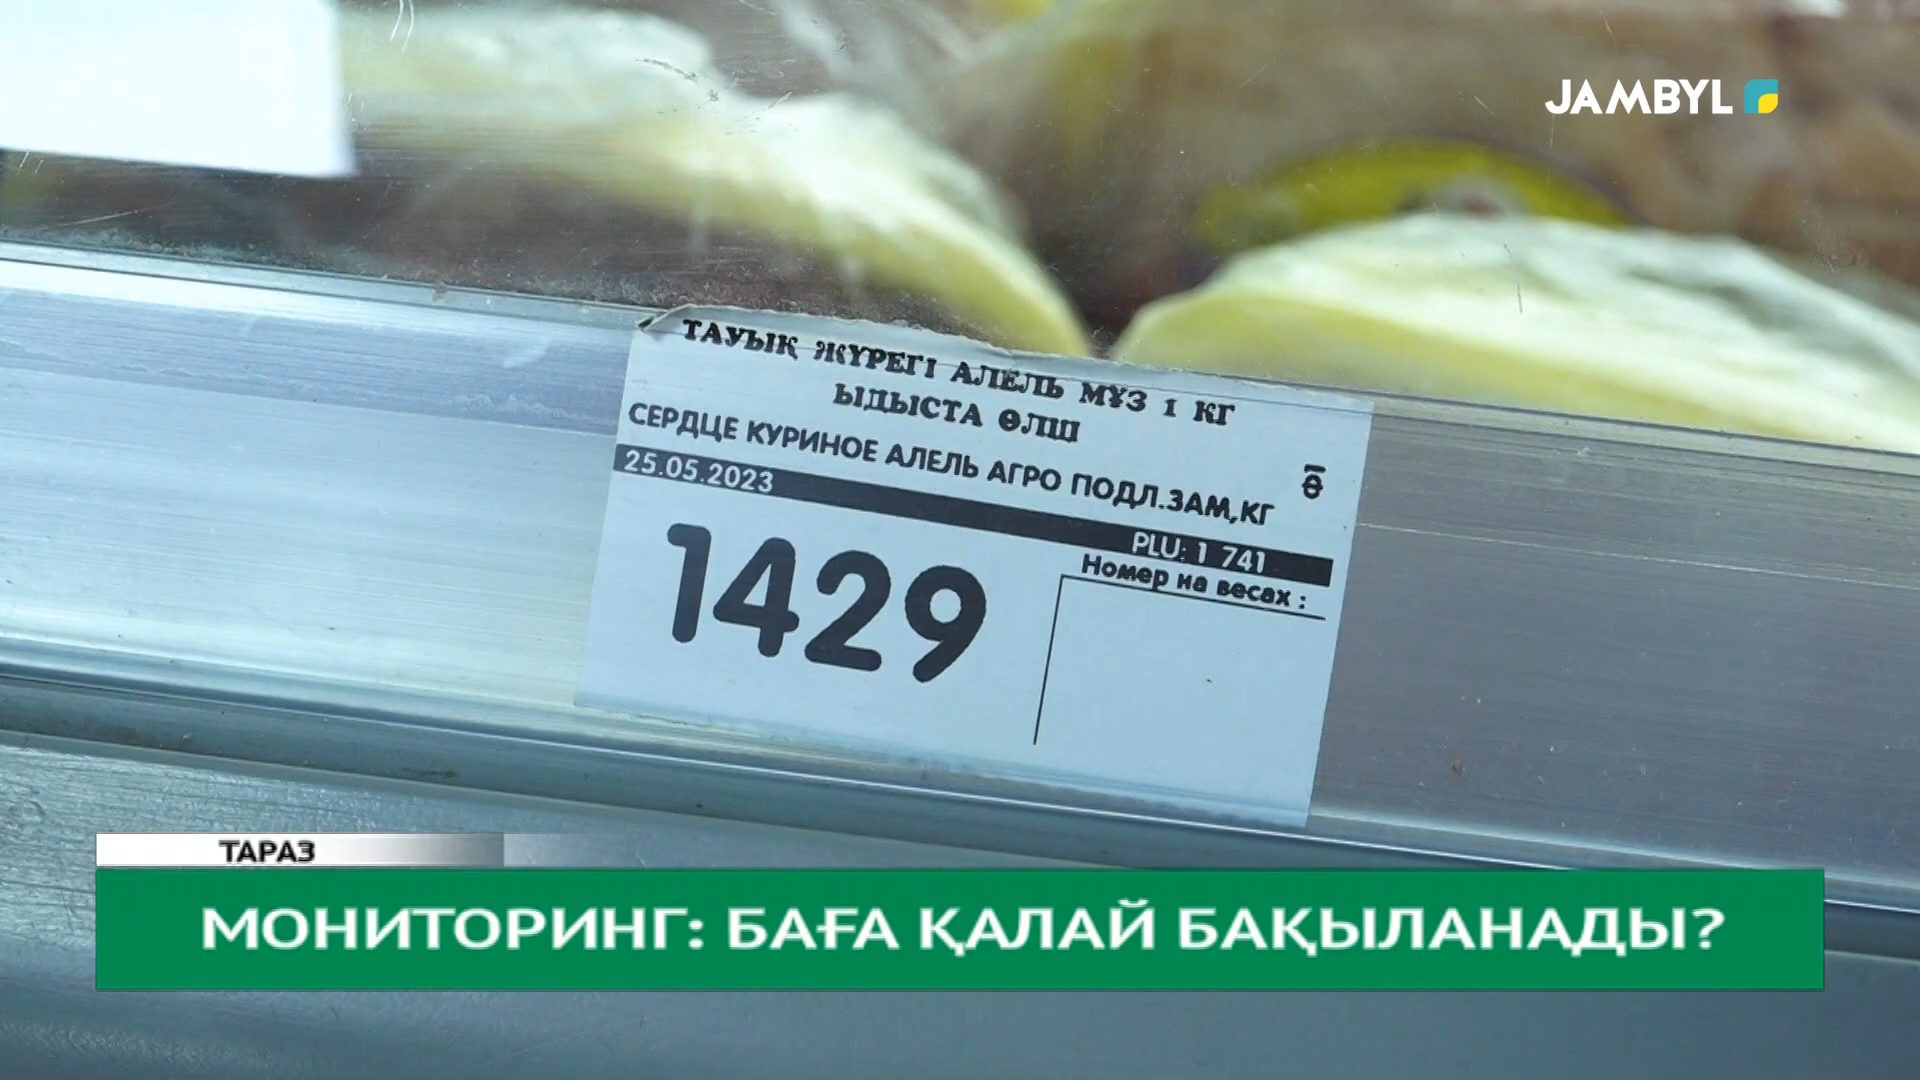 JAMBYL
ТАУЫҚ ЖҮРЕГІ АЛЕЛЬ МҰЗ 1 КГ
ЫДЫСТА ӨЛШ
СЕРДЦЕ КУРИНОЕ АЛЕЛЬ АГРО ПОДЛ.ЗАМ,КГ
25.05.2023
PLU: 1 741
1429
Номер на весах :
ТАРАЗ
МОНИТОРИНГ: БАҒА ҚАЛАЙ БАҚЫЛАНАДЫ?